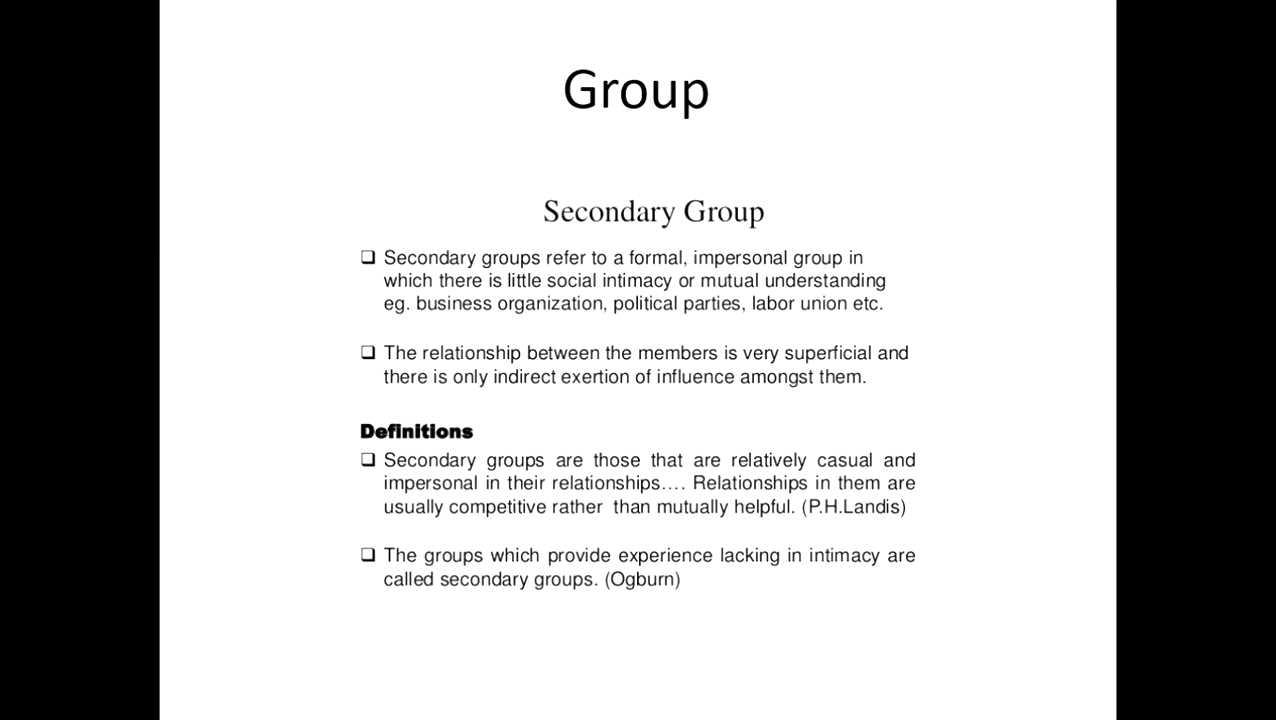 Group
Secondary Group
❑ Secondary groups refer to a formal, impersonal group in
which there is little social intimacy or mutual understanding
eg. business organization, political parties, labor union etc.
❑ The relationship between the members is very superficial and
there is only indirect exertion of influence amongst them.
Definitions
❑ Secondary groups are those that are relatively casual and
impersonal in their relationships…. Relationships in them are
usually competitive rather than mutually helpful. (P.H.Landis)
❑ The groups which provide experience lacking in intimacy are
called secondary groups. (Ogburn)